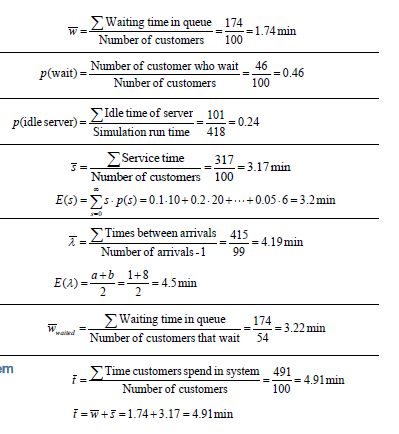 w̅ = ∑ Waiting time in queue / Number of customers = 174 / 100 = 1.74 min
p(wait) = Number of customer who wait / Nunber of customers = 46 / 100 = 0.46
p(idle server) = ∑ Idle time of server / Simulation run time = 101 / 418 = 0.24
s̅ = ∑ Service time / Number of customers = 317 / 100 = 3.17 min
E(s) = ∞ ∑ s=0 s · p(s) = 0.1·10+0.2·20+⋯+0.05·6=3.2 min
λ̅ = ∑ Times between arrivals / Number of arrivals - 1 = 415 / 99 = 4.19 min
E(λ) = a+b / 2 = 1+8 / 2 = 4.5 min
w̅ waited = ∑ Waiting time in queue / Number of customers that wait = 174 / 54 = 3.22 min
em
t̅ = ∑ Time customers spend in system / Number of customers = 491 / 100 = 4.91 min
t̅ = w̅ + s̅ = 1.74+3.17 = 4.91 min